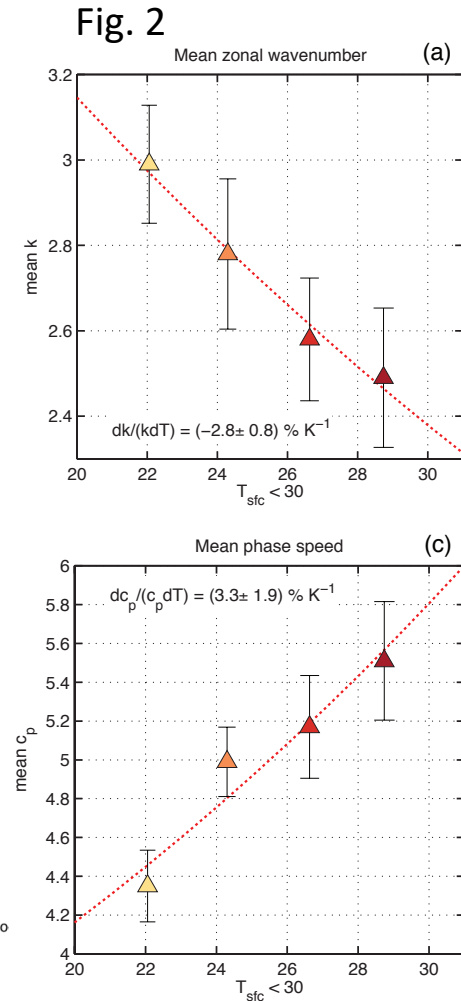 Fig. 2
Mean zonal wavenumber (a)
3.2
3
2.8
2.6
2.4
mean k
dk/(kdT) = (−2.8± 0.8) % K⁻¹
20 22 24 26 28 30
T_sfc < 30
Mean phase speed (c)
6
5.8
5.6
5.4
5.2
5
4.8
4.6
4.4
4.2
4
mean c_p
dc_p/(c_p dT) = (3.3± 1.9) % K⁻¹
o
20 22 24 26 28 30
T_sfc < 30